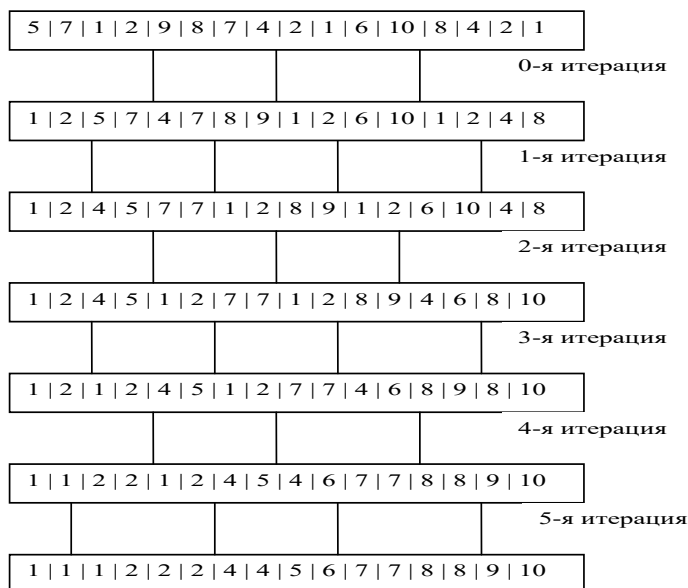 5 | 7 | 1 | 2 | 9 | 8 | 7 | 4 | 2 | 1 | 6 | 10 | 8 | 4 | 2 | 1
0-я итерация
1 | 2 | 5 | 7 | 4 | 7 | 8 | 9 | 1 | 2 | 6 | 10 | 1 | 2 | 4 | 8
1-я итерация
1 | 2 | 4 | 5 | 7 | 7 | 1 | 2 | 8 | 9 | 1 | 2 | 6 | 10 | 4 | 8
2-я итерация
1 | 2 | 4 | 5 | 1 | 2 | 7 | 7 | 1 | 2 | 8 | 9 | 4 | 6 | 8 | 10
3-я итерация
1 | 2 | 1 | 2 | 4 | 5 | 1 | 2 | 7 | 7 | 4 | 6 | 8 | 9 | 8 | 10
4-я итерация
1 | 1 | 2 | 2 | 1 | 2 | 4 | 5 | 4 | 6 | 7 | 7 | 8 | 8 | 9 | 10
5-я итерация
1 | 1 | 1 | 2 | 2 | 2 | 4 | 4 | 5 | 6 | 7 | 7 | 8 | 8 | 9 | 10